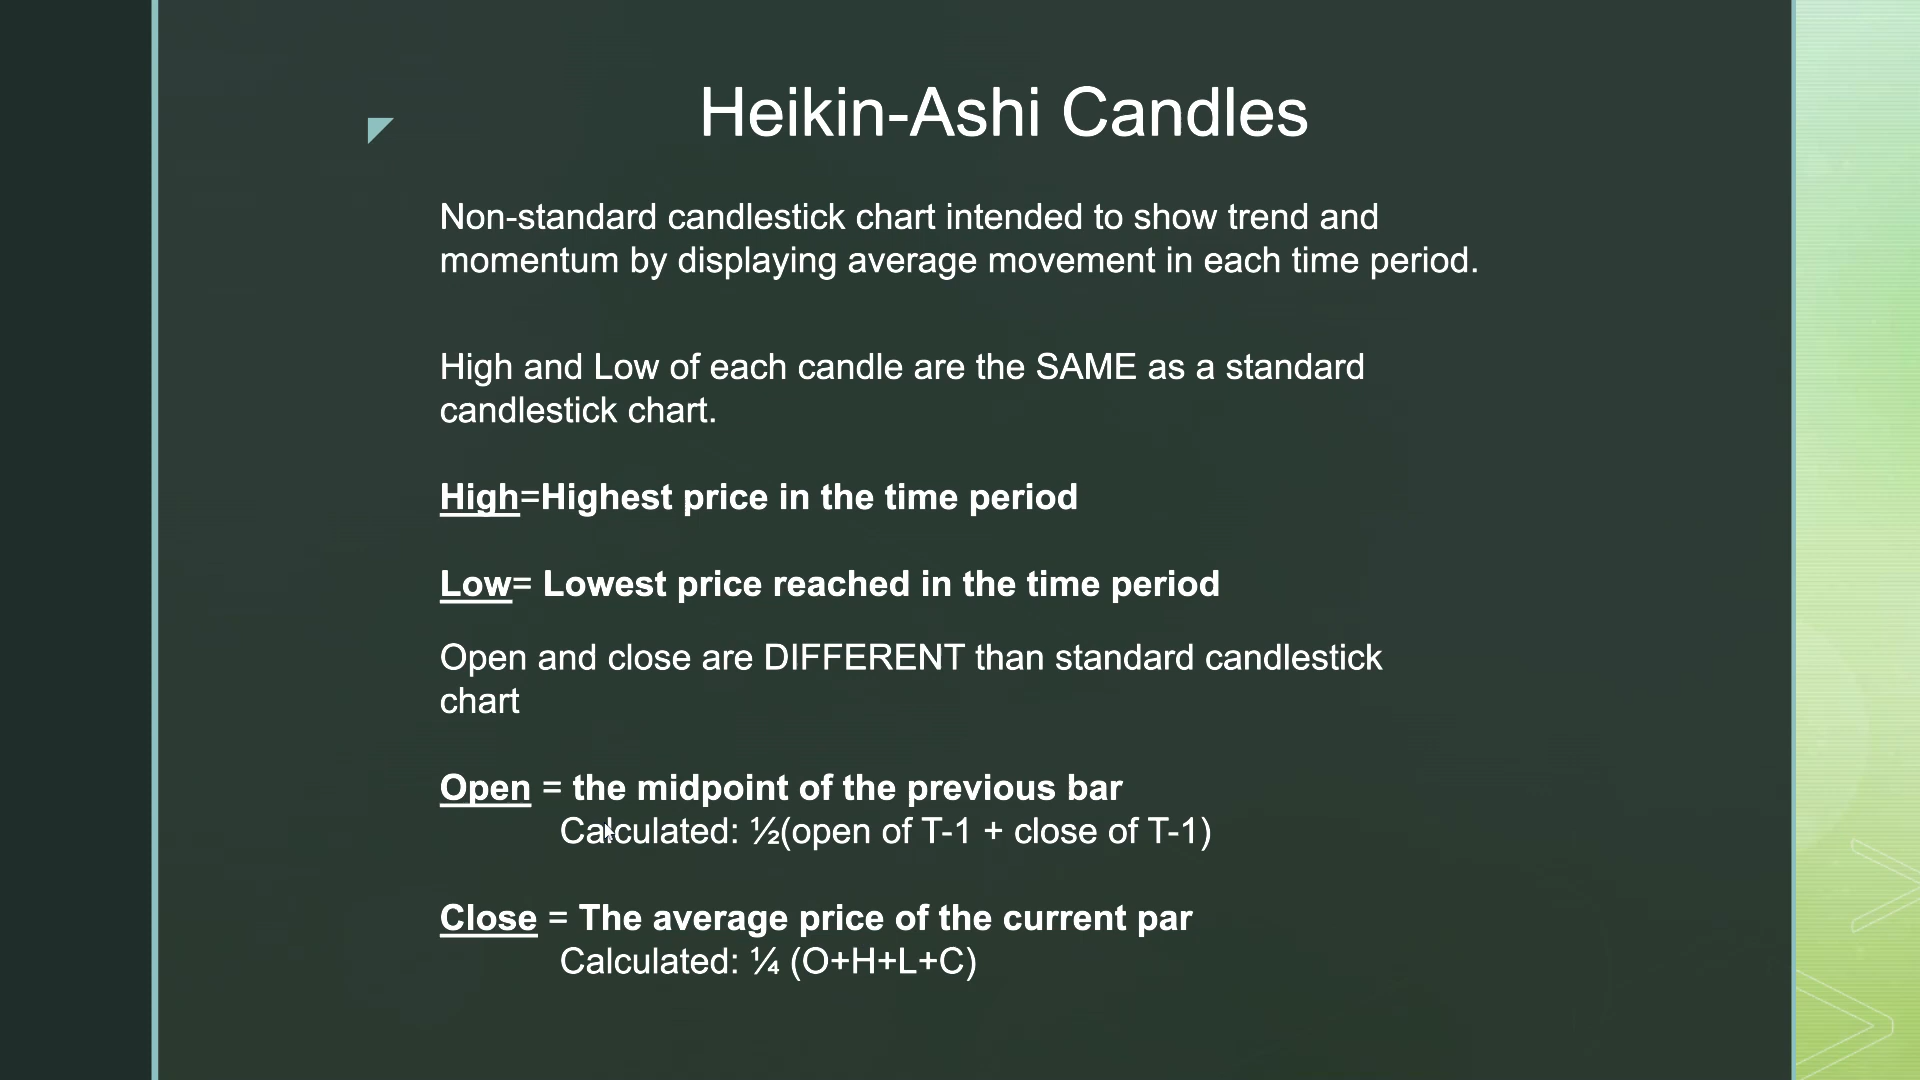 Heikin-Ashi Candles
Non-standard candlestick chart intended to show trend and
momentum by displaying average movement in each time period.
High and Low of each candle are the SAME as a standard
candlestick chart.
High=Highest price in the time period
Low= Lowest price reached in the time period
Open and close are DIFFERENT than standard candlestick
chart
Open = the midpoint of the previous bar
Calculated: ½(open of T-1 + close of T-1)
Close = The average price of the current par
Calculated: ¼ (O+H+L+C)